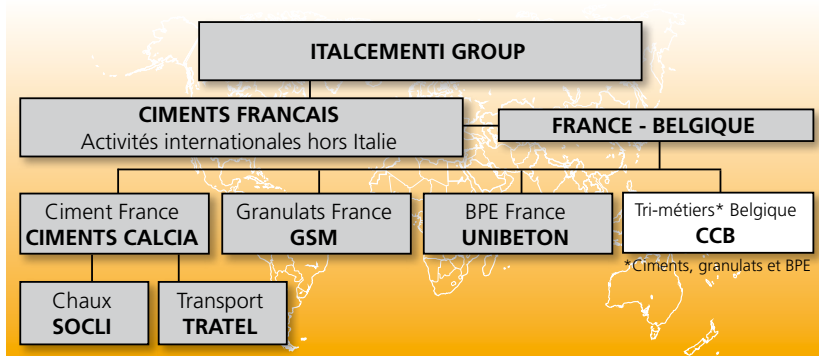 ITALCEMENTI GROUP
CIMENTS FRANCAIS
Activités internationales hors Italie
FRANCE - BELGIQUE
Ciment France
CIMENTS CALCIA
Granulats France
GSM
BPE France
UNIBETON
Tri-métiers* Belgique
CCB
*Ciments, granulats et BPE
Chaux
SOCLI
Transport
TRATEL